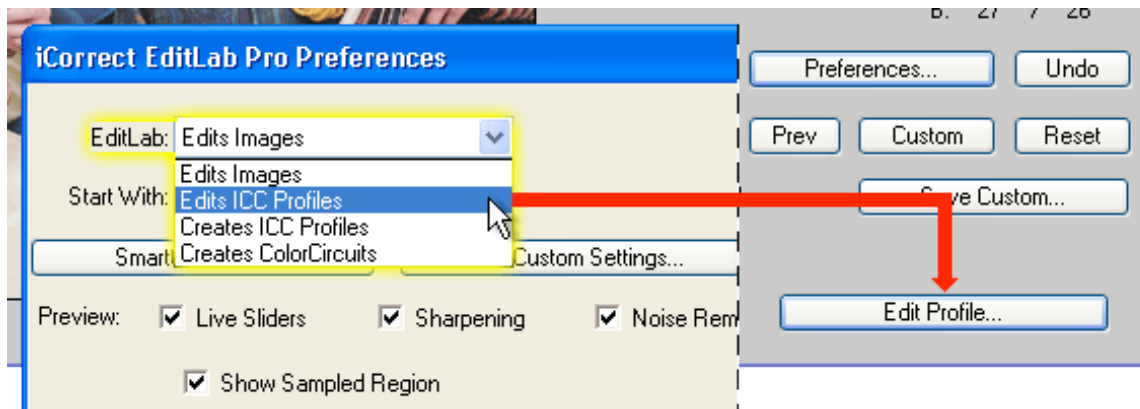 B: 27 / 26
iCorrect EditLab Pro Preferences
Preferences... Undo
EditLab: Edits Images
Prev Custom Reset
Edits Images
Start With: Edits ICC Profiles
Save Custom...
Creates ICC Profiles
Creates ColorCircuits
Smart Custom Settings...
Edit Profile...
Preview: Live Sliders Sharpening Noise Rem
Show Sampled Region